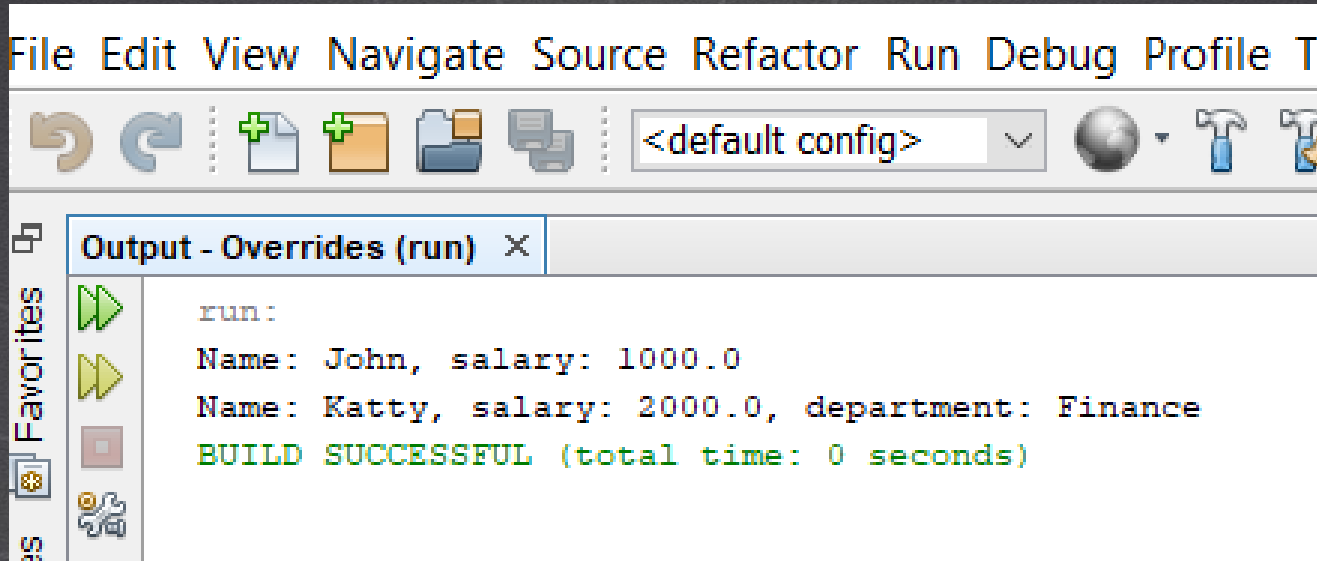 File Edit View Navigate Source Refactor Run Debug Profile
<default config>
Output - Overrides (run)
Favorites
run:
Name: John, salary: 1000.0
Name: Katty, salary: 2000.0, department: Finance
BUILD SUCCESSFUL (total time: 0 seconds)